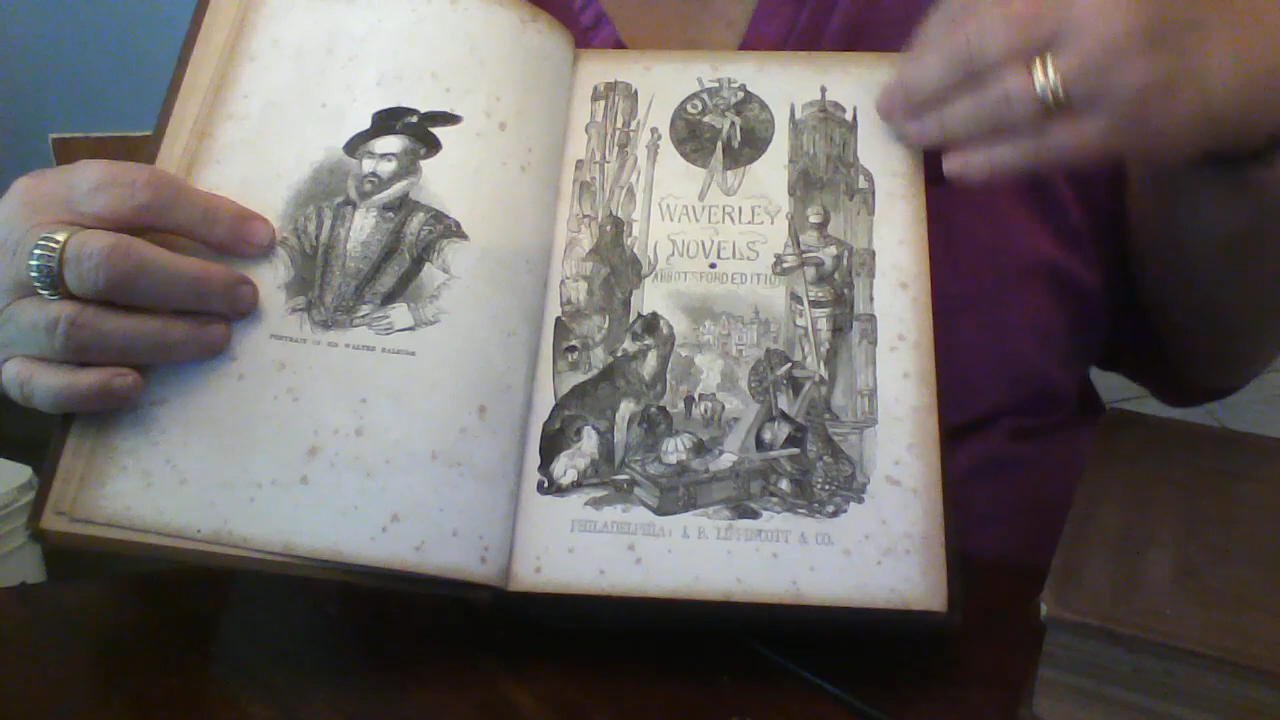 PORTRAIT OF SIR WALTER RALEIGH
WAVERLEY
NOVELS
ABBOTSFORD EDITION
PHILADELPHIA: J. B. LIPPINCOTT & CO.